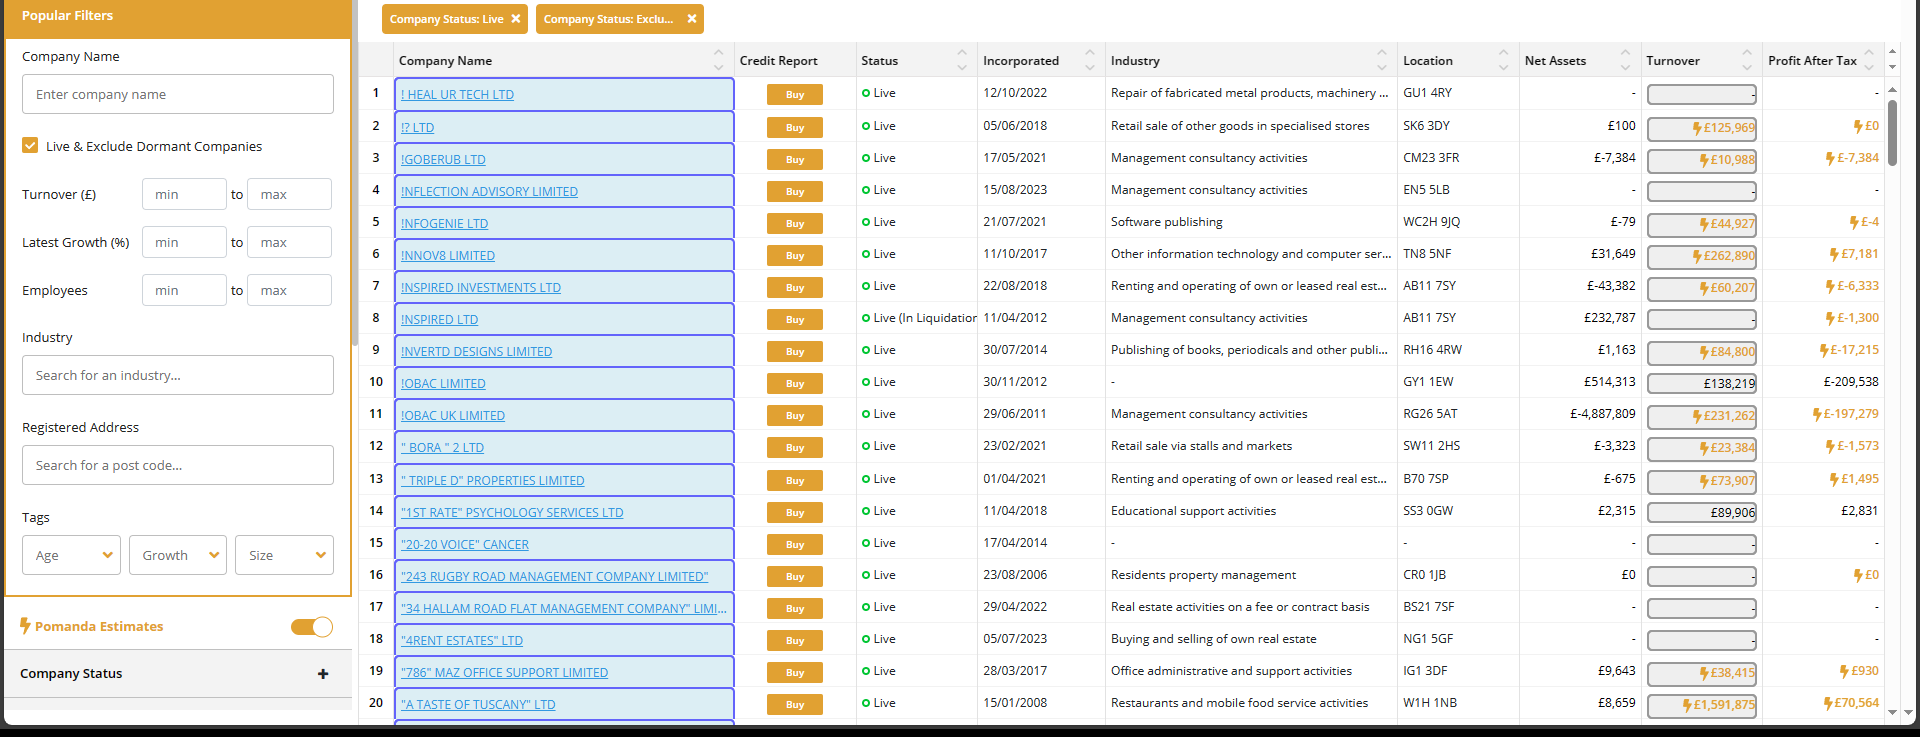 Popular Filters
Company Name
Enter company name
Live & Exclude Dormant Companies
Turnover (£) min to max
Latest Growth (%) min to max
Employees min to max
Industry
Search for an industry...
Registered Address
Search for a post code...
Tags
Age Growth Size
Pomanda Estimates
Company Status +
Company Status: Live × Company Status: Exclu... ×
Company Name Credit Report Status Incorporated Industry Location Net Assets Turnover Profit After Tax
1 ! HEAL UR TECH LTD Buy Live 12/10/2022 Repair of fabricated metal products, machinery ... GU1 4RY - - -
2 !? LTD Buy Live 05/06/2018 Retail sale of other goods in specialised stores SK6 3DY £100 £125,969 £0
3 !GOBERUB LTD Buy Live 17/05/2021 Management consultancy activities CM23 3FR £-7,384 £10,988 £-7,384
4 !NFLECTION ADVISORY LIMITED Buy Live 15/08/2023 Management consultancy activities EN5 5LB - - -
5 !NFOGENIE LTD Buy Live 21/07/2021 Software publishing WC2H 9JQ £-79 £44,927 £-4
6 !NNOV8 LIMITED Buy Live 11/10/2017 Other information technology and computer ser... TN8 5NF £31,649 £262,890 £7,181
7 !NSPIRED INVESTMENTS LTD Buy Live 22/08/2018 Renting and operating of own or leased real est... AB11 7SY £-43,382 £60,207 £-6,333
8 !NSPIRED LTD Buy Live (In Liquidation 11/04/2012 Management consultancy activities AB11 7SY £232,787 - £-1,300
9 !NVERTD DESIGNS LIMITED Buy Live 30/07/2014 Publishing of books, periodicals and other publi... RH16 4RW £1,163 £84,800 £-17,215
10 !OBAC LIMITED Buy Live 30/11/2012 - GY1 1EW £514,313 £138,219 £-209,538
11 !OBAC UK LIMITED Buy Live 29/06/2011 Management consultancy activities RG26 5AT £-4,887,809 £231,262 £-197,279
12 " BORA " 2 LTD Buy Live 23/02/2021 Retail sale via stalls and markets SW11 2HS £-3,323 £23,384 £-1,573
13 " TRIPLE D" PROPERTIES LIMITED Buy Live 01/04/2021 Renting and operating of own or leased real est... B70 7SP £-675 £73,907 £1,495
14 "1ST RATE" PSYCHOLOGY SERVICES LTD Buy Live 11/04/2018 Educational support activities SS3 0GW £2,315 £89,906 £2,831
15 "20-20 VOICE" CANCER Buy Live 17/04/2014 - - - - -
16 "243 RUGBY ROAD MANAGEMENT COMPANY LIMITED" Buy Live 23/08/2006 Residents property management CR0 1JB £0 - £0
17 "34 HALLAM ROAD FLAT MANAGEMENT COMPANY" LIMI... Buy Live 29/04/2022 Real estate activities on a fee or contract basis BS21 7SF - - -
18 "4RENT ESTATES" LTD Buy Live 05/07/2023 Buying and selling of own real estate NG1 5GF - - -
19 "786" MAZ OFFICE SUPPORT LIMITED Buy Live 28/03/2017 Office administrative and support activities IG1 3DF £9,643 £38,415 £930
20 "A TASTE OF TUSCANY" LTD Buy Live 15/01/2008 Restaurants and mobile food service activities W1H 1NB £8,659 £1,591,875 £70,564